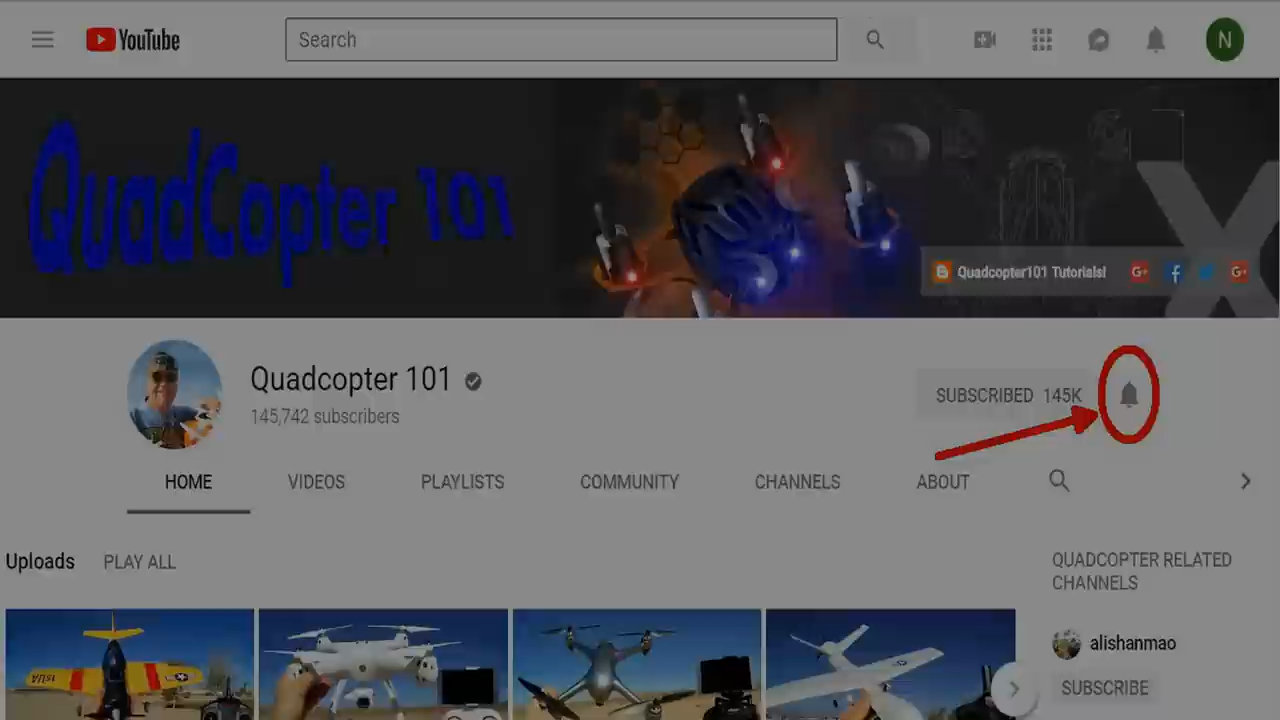 YouTube
Search
N
QuadCopter 101
X
Quadcopter101 Tutorials!
G+
f
G+
Quadcopter 101
145,742 subscribers
SUBSCRIBED 145K
HOME
VIDEOS
PLAYLISTS
COMMUNITY
CHANNELS
ABOUT
Uploads
PLAY ALL
QUADCOPTER RELATED
CHANNELS
alishanmao
SUBSCRIBE